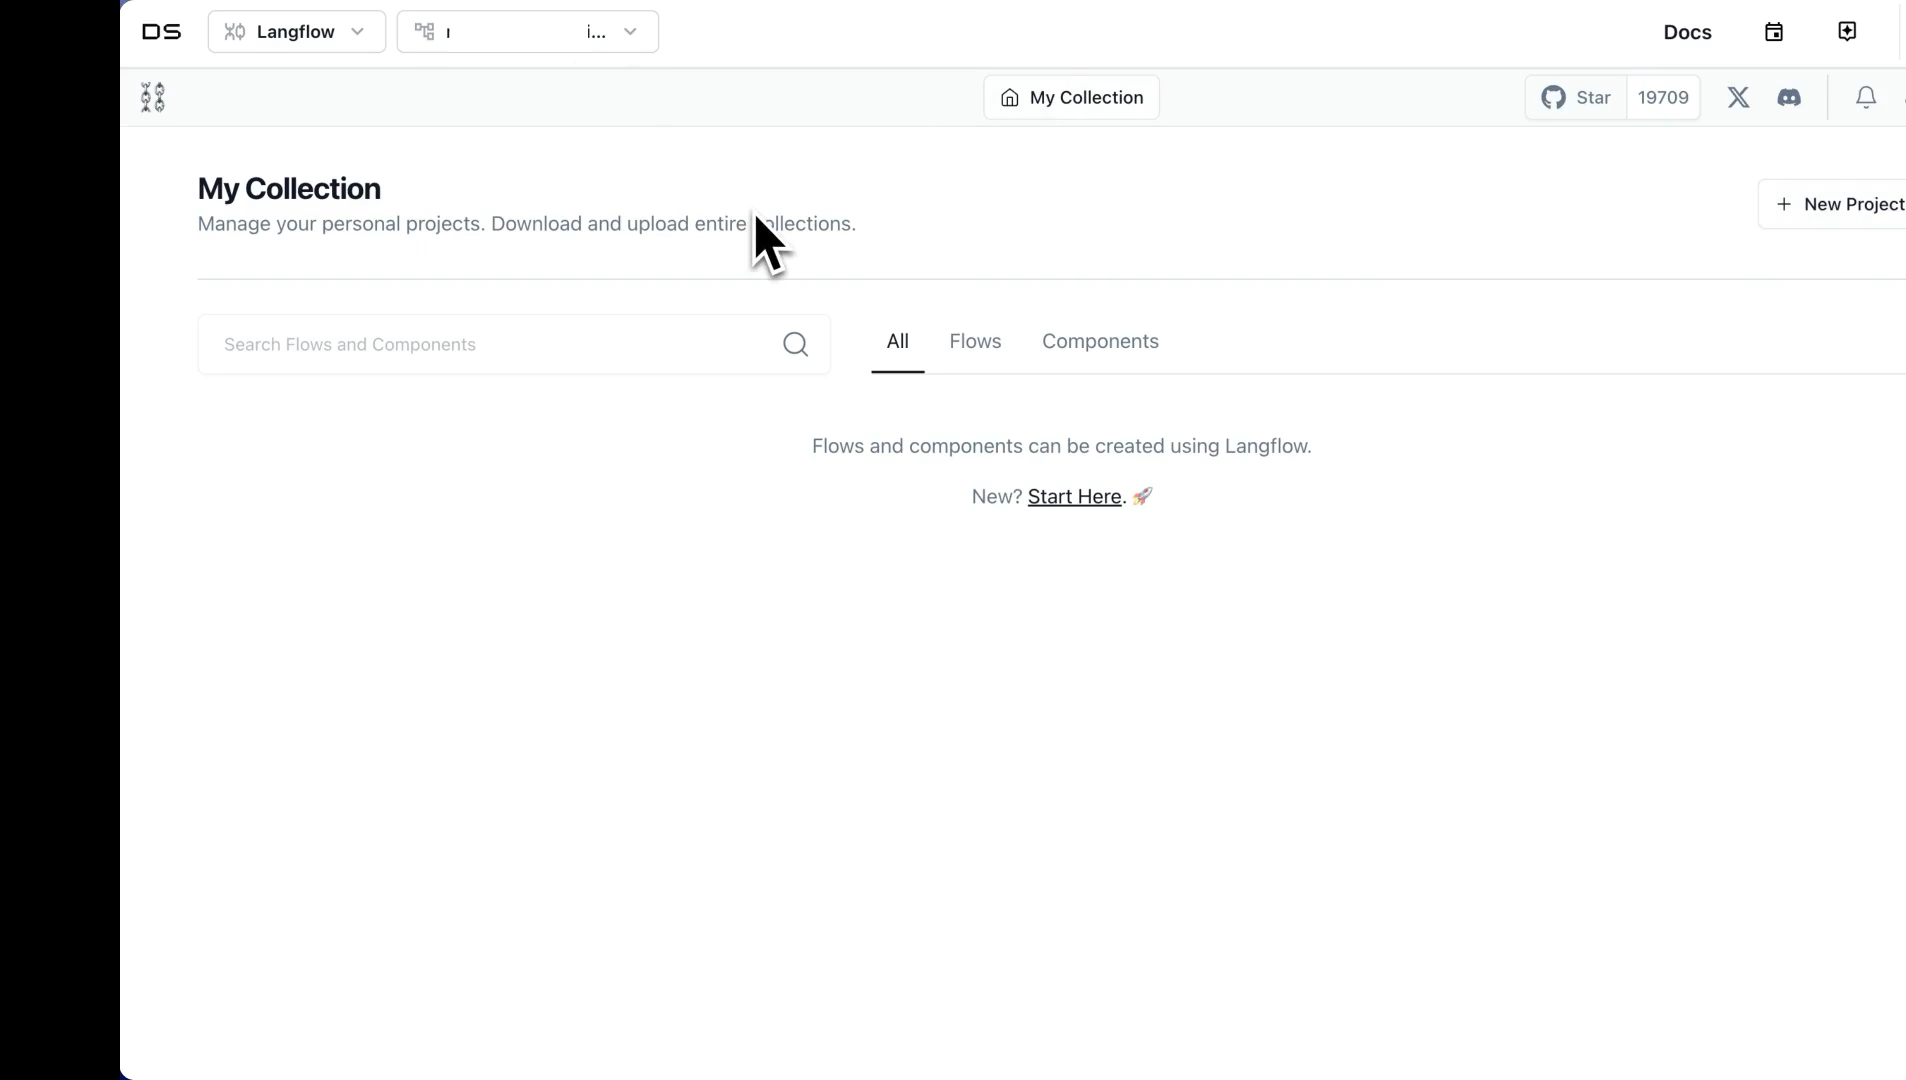 DS
Langflow
i...
Docs
My Collection
Star
19709
My Collection
Manage your personal projects. Download and upload entire collections.
New Project
Search Flows and Components
All
Flows
Components
Flows and components can be created using Langflow.
New? Start Here. 🚀